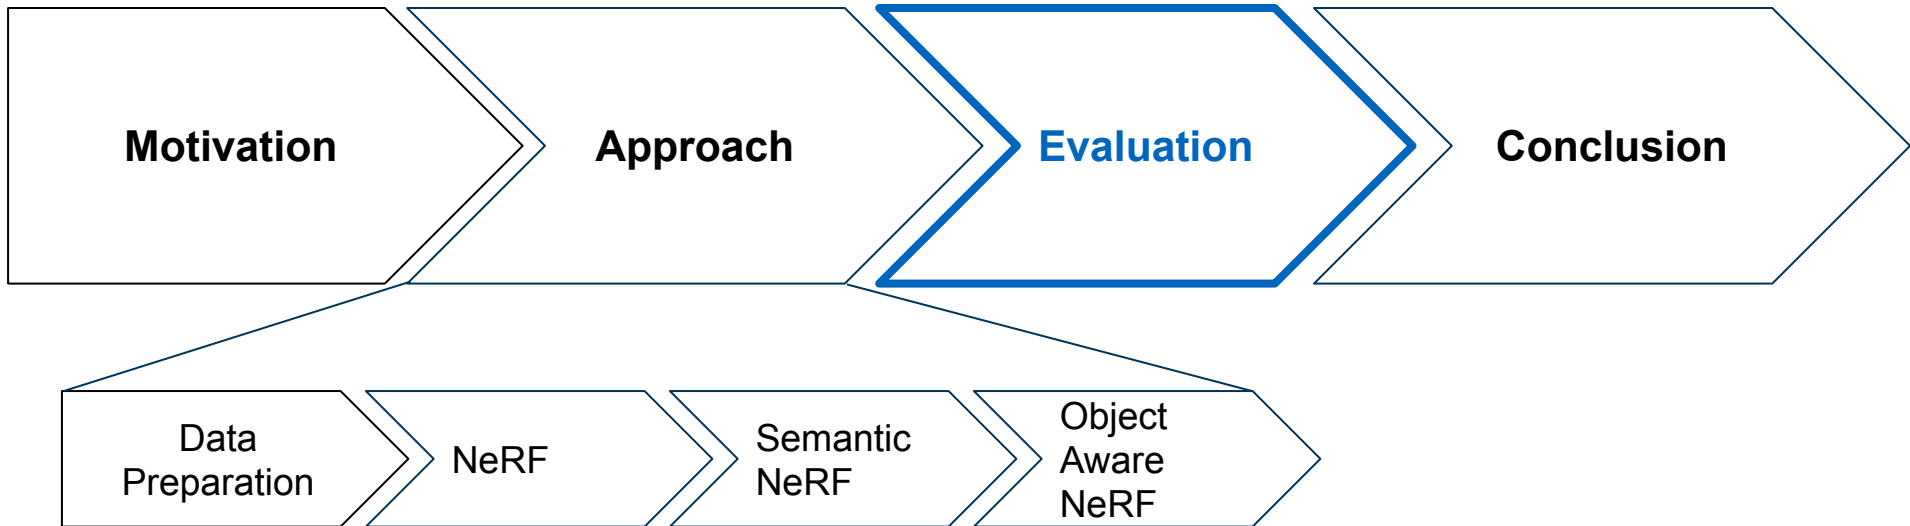 Motivation
Approach
Evaluation
Conclusion
Data
Preparation
NeRF
Semantic
NeRF
Object
Aware
NeRF